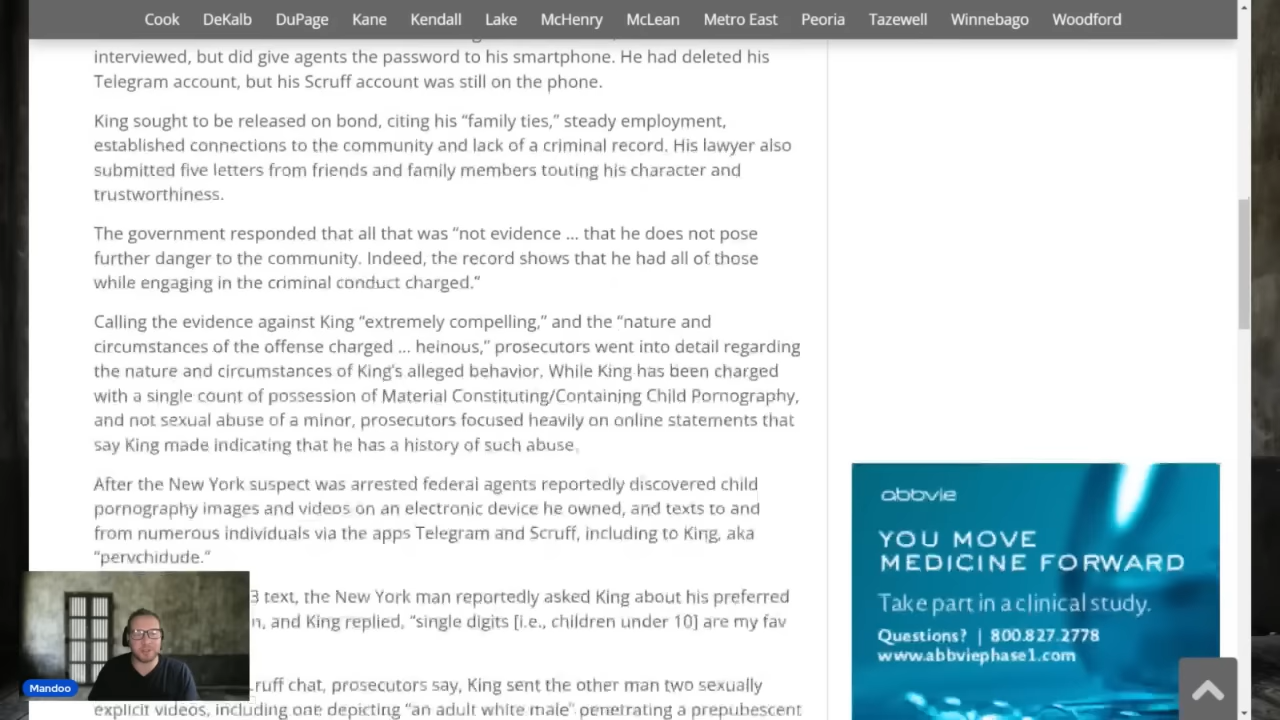 Cook DeKalb DuPage Kane Kendall Lake McHenry McLean Metro East Peoria Tazewell Winnebago Woodford
interviewed, but did give agents the password to his smartphone. He had deleted his
Telegram account, but his Scruff account was still on the phone.
King sought to be released on bond, citing his “family ties,” steady employment,
established connections to the community and lack of a criminal record. His lawyer also
submitted five letters from friends and family members touting his character and
trustworthiness.
The government responded that all that was “not evidence ... that he does not pose
further danger to the community. Indeed, the record shows that he had all of those
while engaging in the criminal conduct charged.”
Calling the evidence against King “extremely compelling,” and the “nature and
circumstances of the offense charged ... heinous,” prosecutors went into detail regarding
the nature and circumstances of King’s alleged behavior. While King has been charged
with a single count of possession of Material Constituting/Containing Child Pornography,
and not sexual abuse of a minor, prosecutors focused heavily on online statements that
say King made indicating that he has a history of such abuse.
After the New York suspect was arrested federal agents reportedly discovered child
pornography images and videos on an electronic device he owned, and texts to and
from numerous individuals via the apps Telegram and Scruff, including to King, aka
“pervchidude.”
3 text, the New York man reportedly asked King about his preferred
n, and King replied, “single digits [i.e., children under 10] are my fav
ruff chat, prosecutors say, King sent the other man two sexually
explicit videos, including one depicting “an adult white male” penetrating a prepubescent
abbvie
YOU MOVE
MEDICINE FORWARD
Take part in a clinical study.
Questions? | 800.827.2778
www.abbviephase1.com
Mandoo